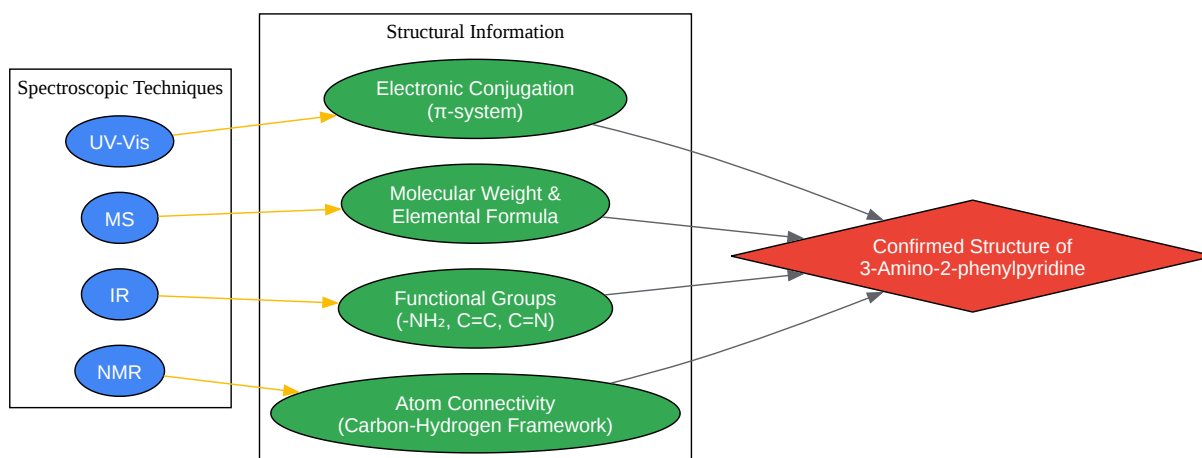 Spectroscopic Techniques
UV-Vis
MS
IR
NMR
Structural Information
Electronic Conjugation
(π-system)
Molecular Weight &
Elemental Formula
Functional Groups
(-NH₂, C=C, C=N)
Atom Connectivity
(Carbon-Hydrogen Framework)
Confirmed Structure of
3-Amino-2-phenylpyridine